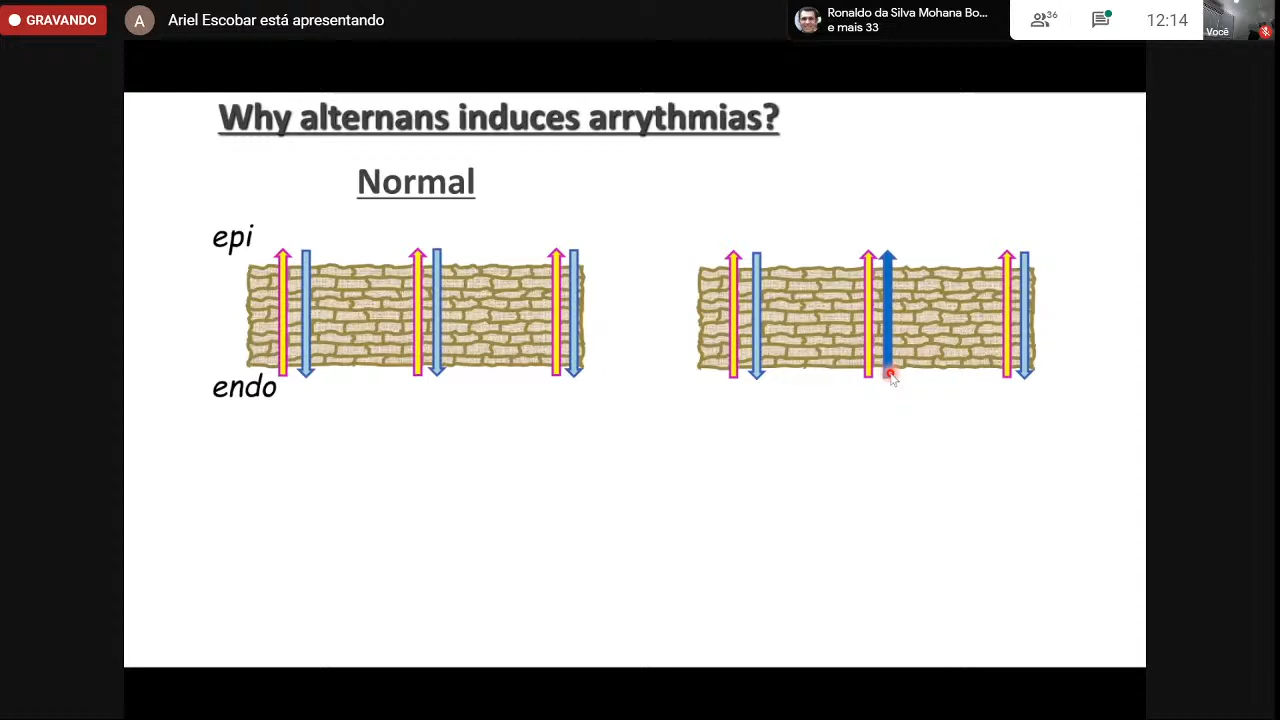 GRAVANDO
A
Ariel Escobar está apresentando
Ronaldo da Silva Mohana Bo...
e mais 33
36
12:14
Você
Why alternans induces arrythmias?
Normal
epi
endo